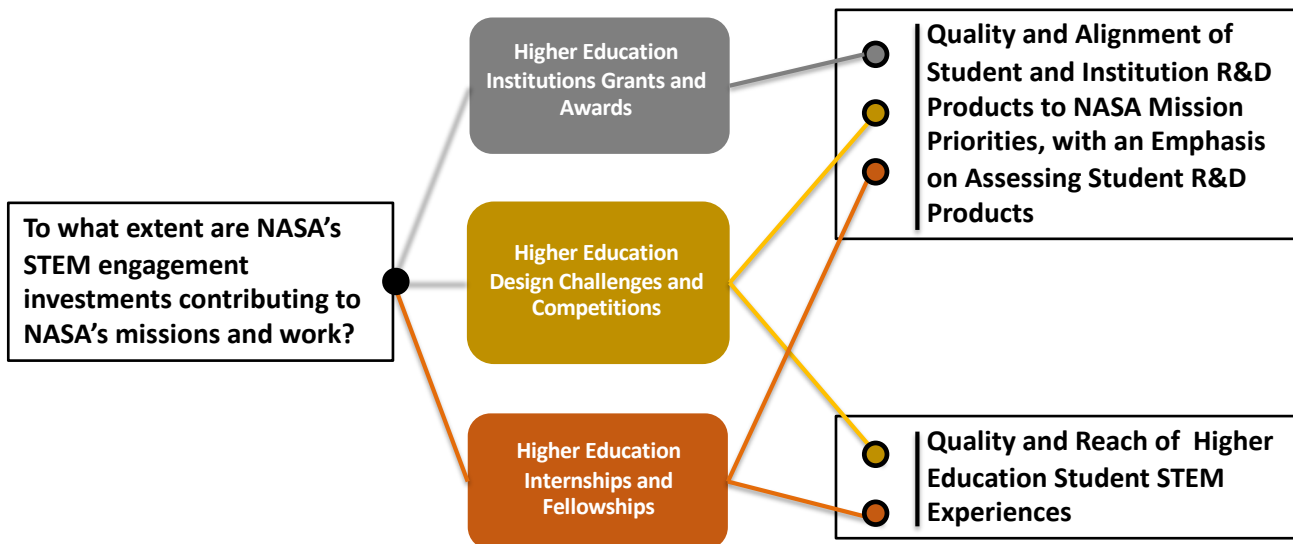 To what extent are NASA’s
STEM engagement
investments contributing to
NASA’s missions and work?
Higher Education
Institutions Grants and
Awards
Higher Education
Design Challenges and
Competitions
Higher Education
Internships and
Fellowships
Quality and Alignment of
Student and Institution R&D
Products to NASA Mission
Priorities, with an Emphasis
on Assessing Student R&D
Products
Quality and Reach of  Higher
Education Student STEM
Experiences